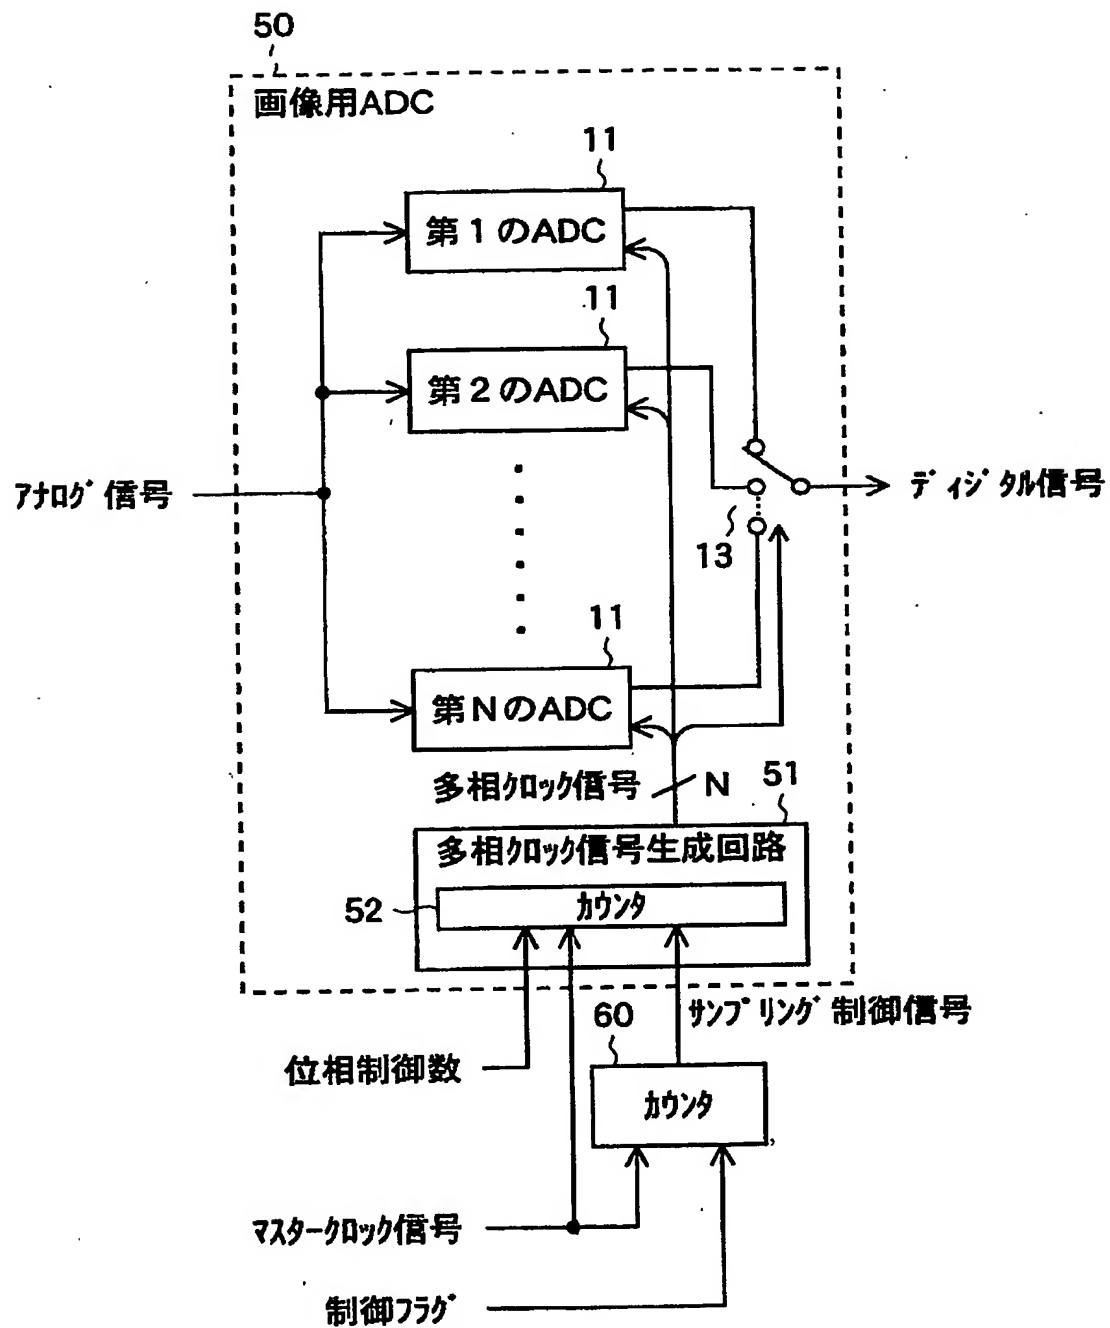 50
画像用ADC
11
第1のADC
11
第2のADC
アナログ信号
ディジタル信号
13
11
第NのADC
多相クロック信号
N
51
多相クロック信号生成回路
52
カウンタ
サンプリング制御信号
60
位相制御数
カウンタ
マスタークロック信号
制御フラグ